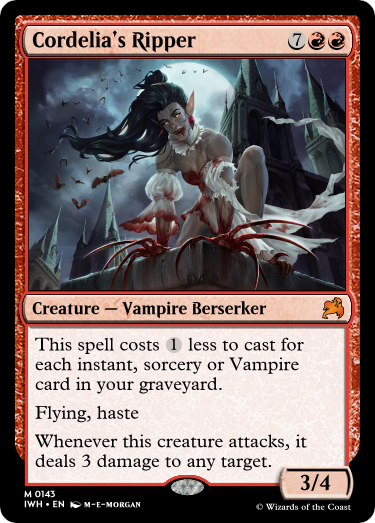 Cordelia's Ripper 7
Creature — Vampire Berserker
This spell costs 1 less to cast for
each instant, sorcery or Vampire
card in your graveyard.
Flying, haste
Whenever this creature attacks, it
deals 3 damage to any target.
3/4
M 0143
IWH • EN M-E-MORGAN
© Wizards of the Coast